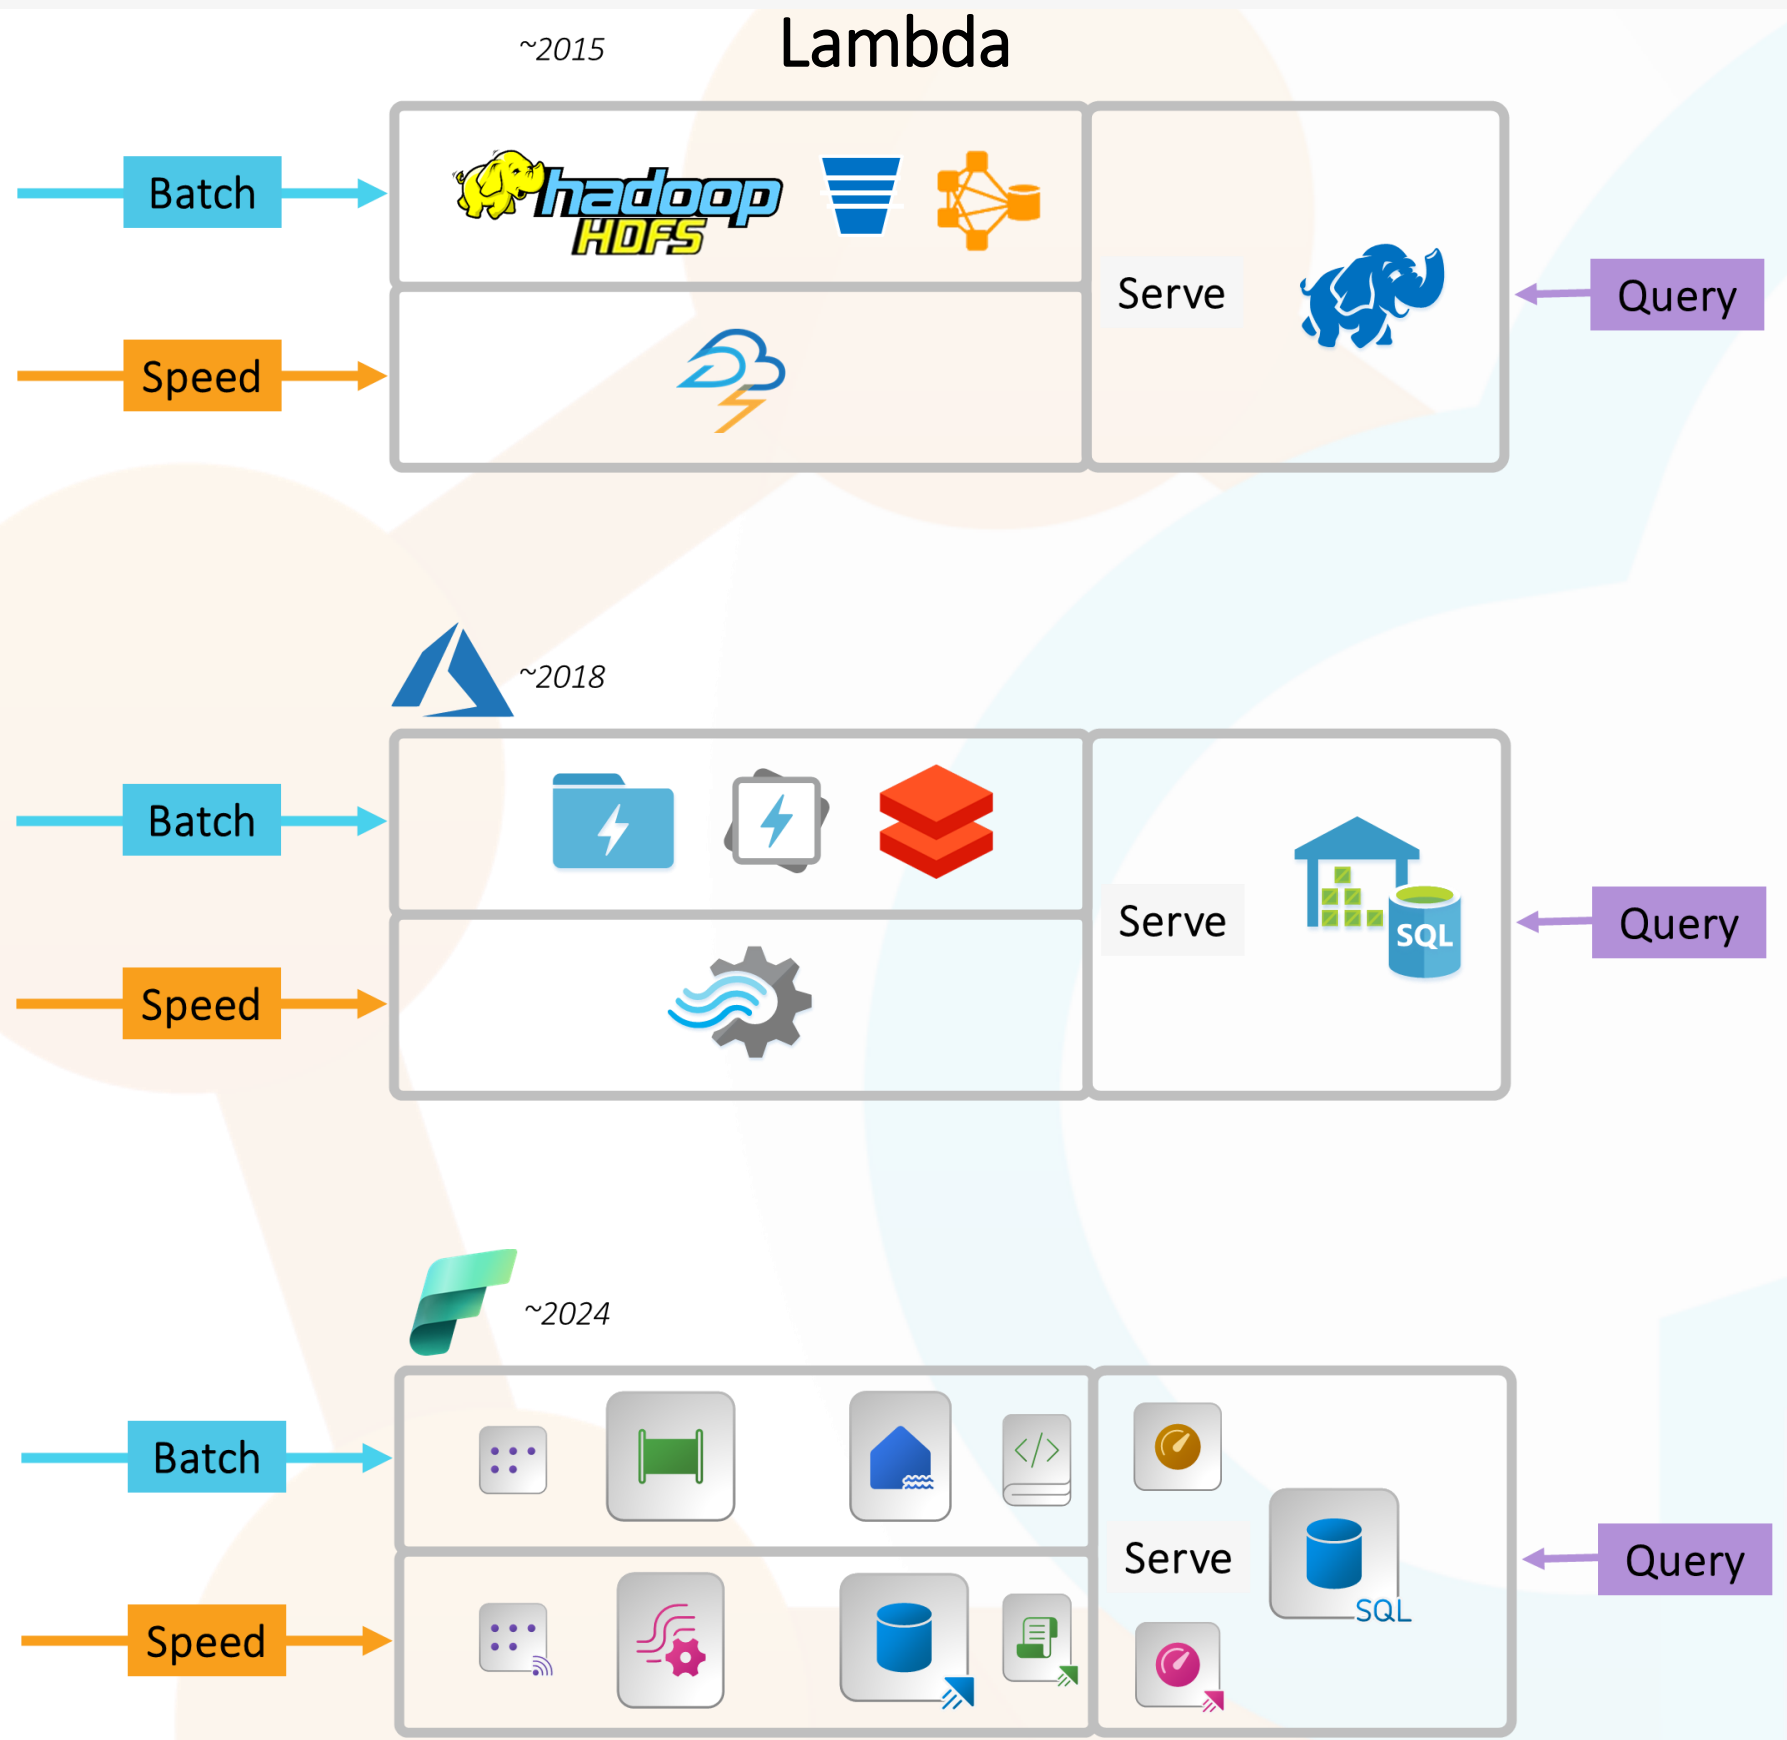 ~2015
Lambda
Batch
hadoop
HDFS
Speed
Serve
Query
~2018
Batch
Speed
Serve
SQL
Query
~2024
Batch
</>
Speed
Serve
SQL
Query